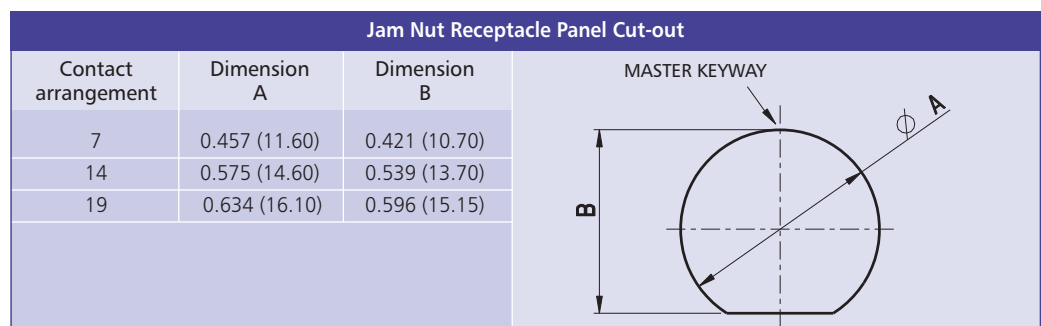 Jam Nut Receptacle Panel Cut-out
Contact arrangement Dimension A Dimension B
7 0.457 (11.60) 0.421 (10.70)
14 0.575 (14.60) 0.539 (13.70)
19 0.634 (16.10) 0.596 (15.15)
MASTER KEYWAY
∅ A
B